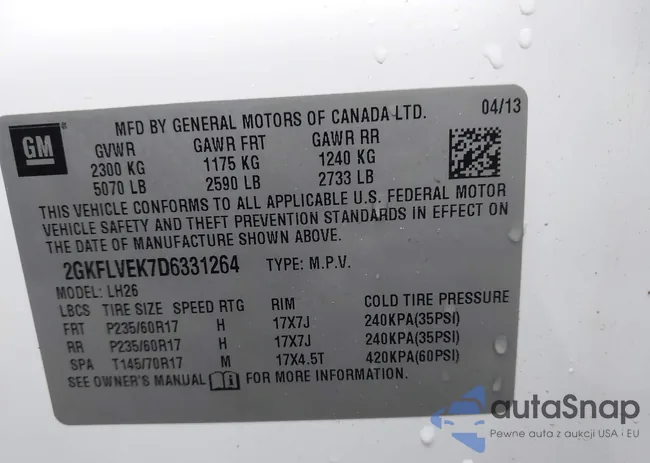 GM
MFD BY GENERAL MOTORS OF CANADA LTD. 04/13
GVWR GAWR FRT GAWR RR
2300 KG 1175 KG 1240 KG
5070 LB 2590 LB 2733 LB
THIS VEHICLE CONFORMS TO ALL APPLICABLE U.S. FEDERAL MOTOR
VEHICLE SAFETY AND THEFT PREVENTION STANDARDS IN EFFECT ON
THE DATE OF MANUFACTURE SHOWN ABOVE.
2GKFLVEK7D6331264 TYPE: M.P.V.
MODEL: LH26
LBCS TIRE SIZE SPEED RTG RIM COLD TIRE PRESSURE
FRT P235/60R17 H 17X7J 240KPA(35PSI)
RR P235/60R17 H 17X7J 240KPA(35PSI)
SPA T145/70R17 M 17X4.5T 420KPA(60PSI)
SEE OWNER'S MANUAL FOR MORE INFORMATION.
autaSnap
Pewne auta z aukcji USA i EU